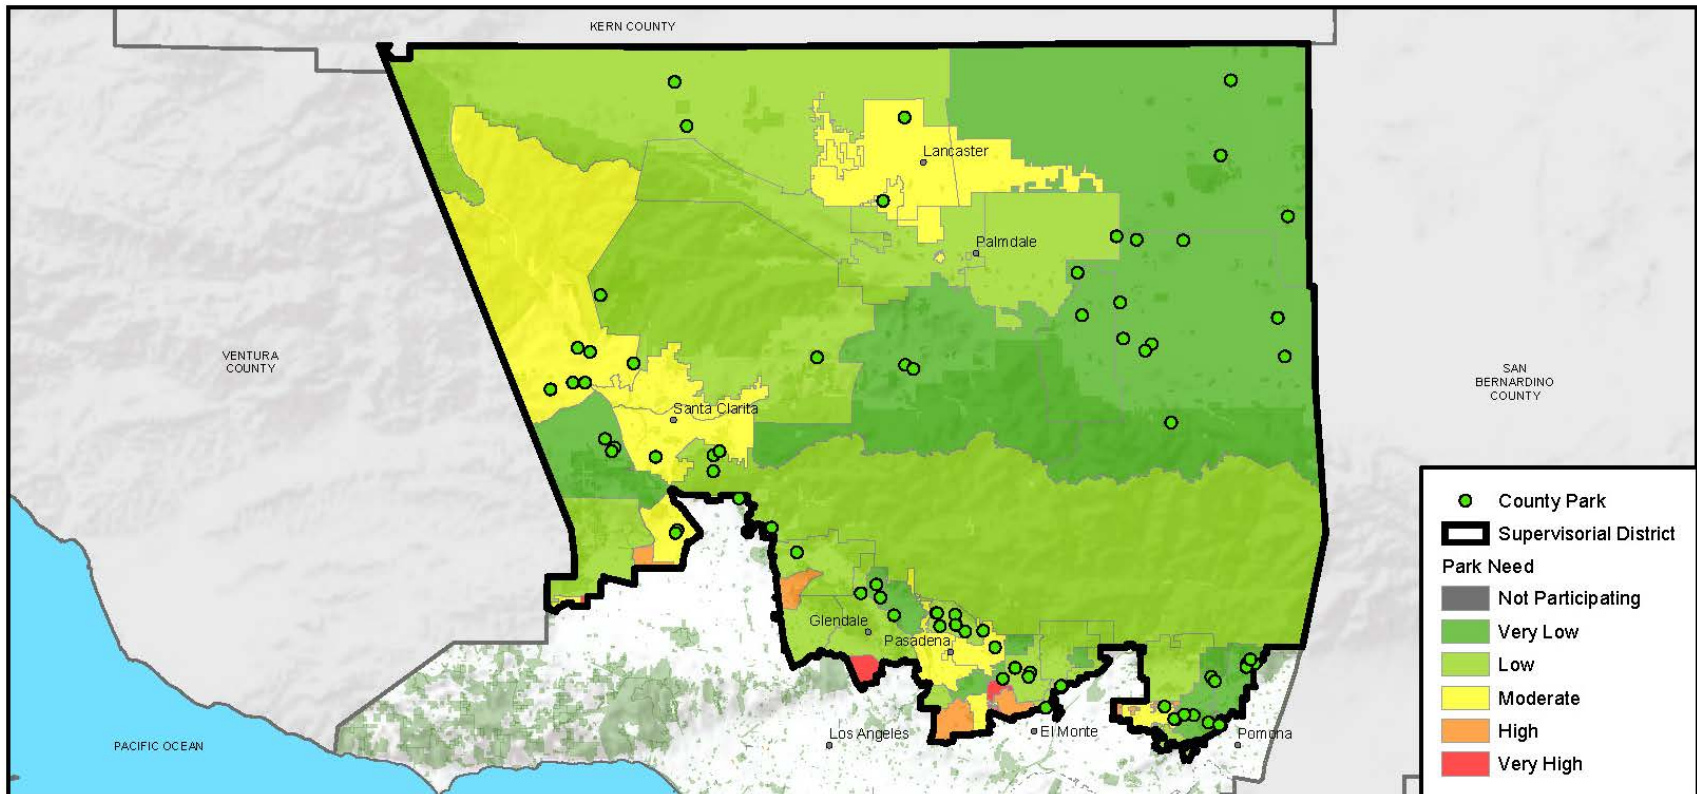 KERN COUNTY
Lancaster
Palmdale
VENTURA
COUNTY
SAN
BERNARDINO
COUNTY
Santa Clarita
Glendale
Pasadena
PACIFIC OCEAN
Los Angeles
El Monte
Pomona
County Park
Supervisorial District
Park Need
Not Participating
Very Low
Low
Moderate
High
Very High